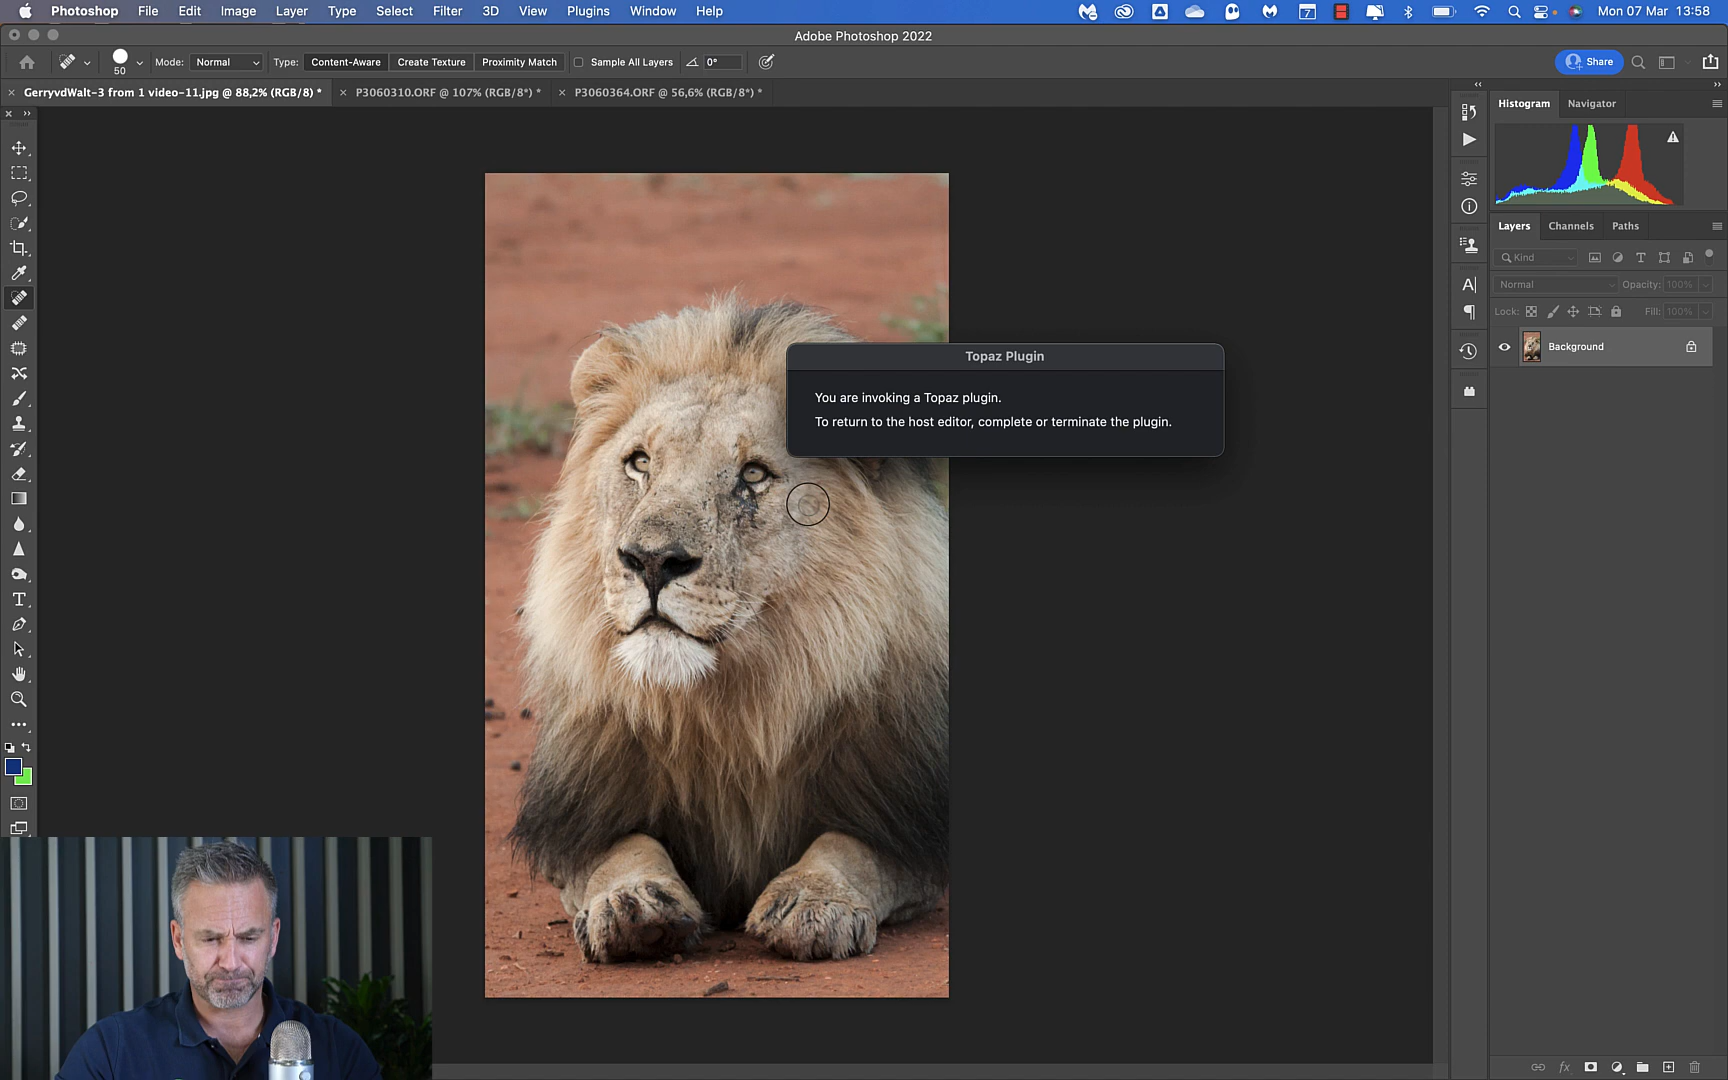 Photoshop File Edit Image Layer Type Select Filter 3D View Plugins Window Help 7 Mon 07 Mar 13:58
Adobe Photoshop 2022
50 Mode: Normal Type: Content-Aware Create Texture Proximity Match Sample All Layers 0° Share
GerryvdWalt-3 from 1 video-11.jpg @ 88,2% (RGB/8) * P3060310.ORF @ 107% (RGB/8*) * P3060364.ORF @ 56,6% (RGB/8*) *
Histogram Navigator
Layers Channels Paths
Kind
Normal Opacity: 100%
Lock: Fill: 100%
Background
Topaz Plugin
You are invoking a Topaz plugin.
To return to the host editor, complete or terminate the plugin.
fx